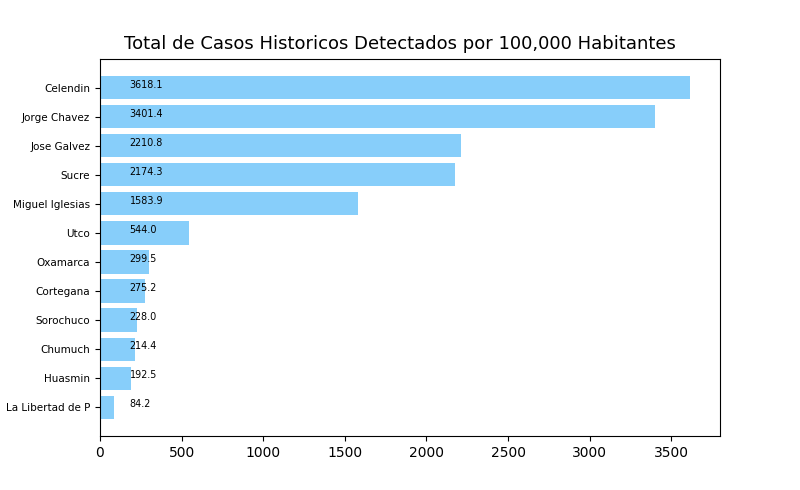 Total de Casos Historicos Detectados por 100,000 Habitantes
Celendin 3618.1
Jorge Chavez 3401.4
Jose Galvez 2210.8
Sucre 2174.3
Miguel Iglesias 1583.9
Utco 544.0
Oxamarca 299.5
Cortegana 275.2
Sorochuco 228.0
Chumuch 214.4
Huasmin 192.5
La Libertad de P 84.2
0 500 1000 1500 2000 2500 3000 3500